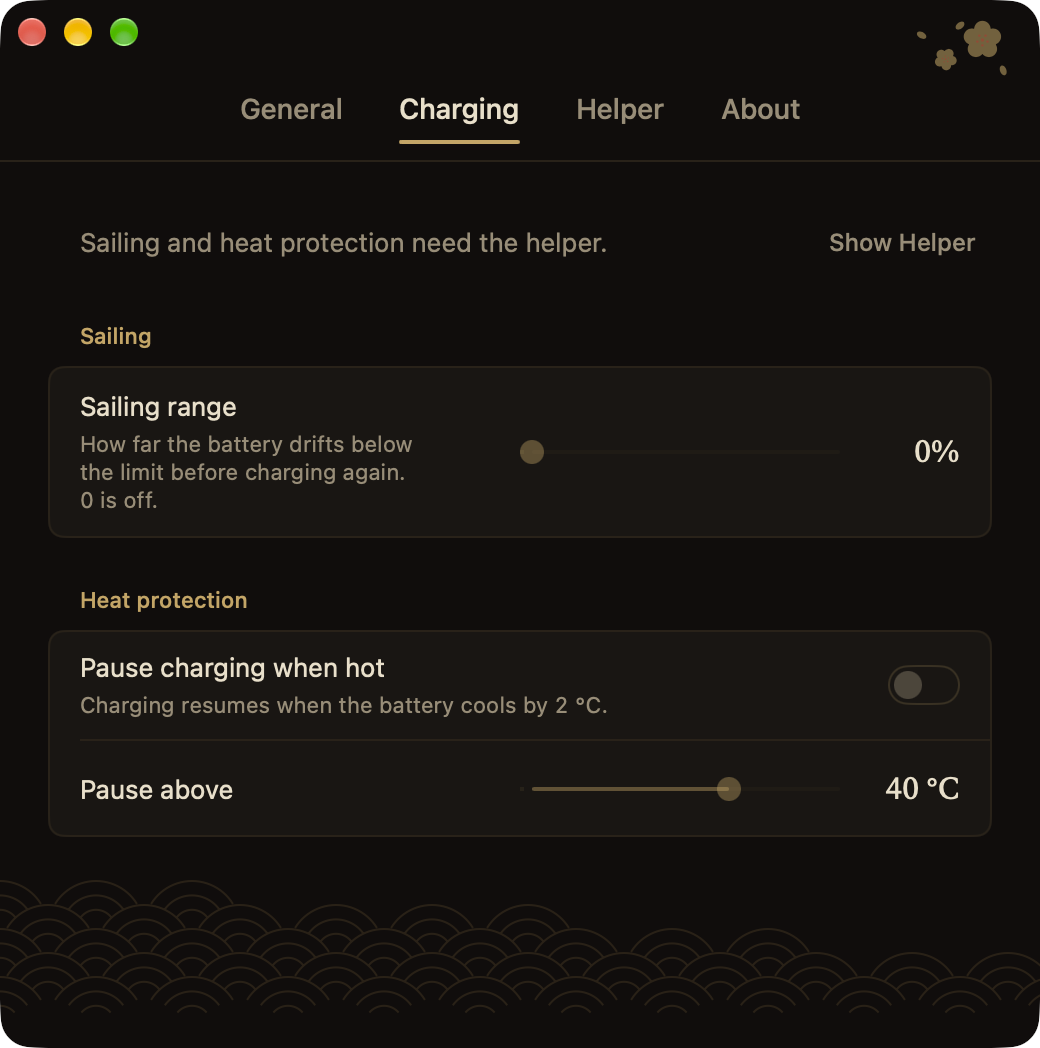 General Charging Helper About
Sailing and heat protection need the helper. Show Helper
Sailing
Sailing range
How far the battery drifts below
the limit before charging again.
0 is off.
0%
Heat protection
Pause charging when hot
Charging resumes when the battery cools by 2 °C.
Pause above 40 °C